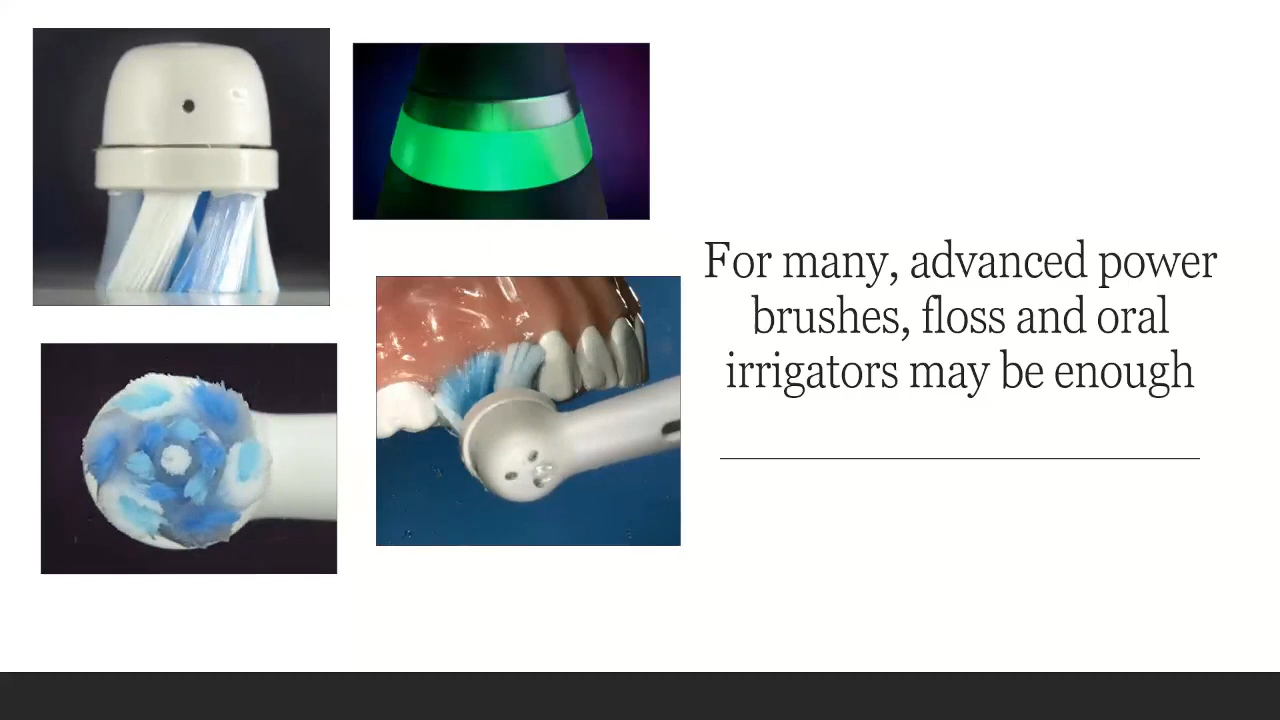 For many, advanced power
brushes, floss and oral
irrigators may be enough